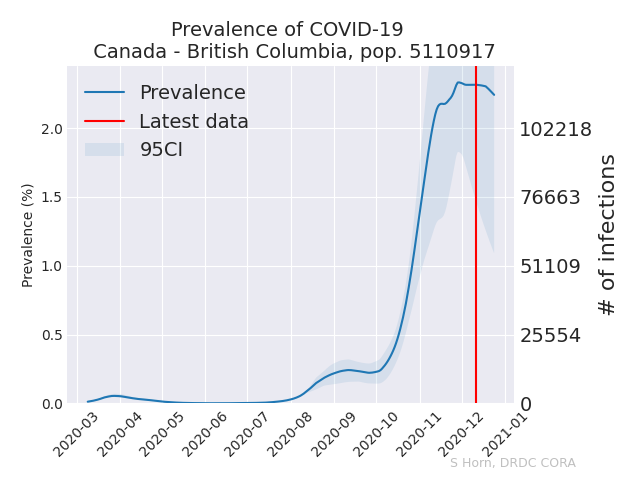 Prevalence of COVID-19
Canada - British Columbia, pop. 5110917
Prevalence
Latest data
95CI
Prevalence (%)
2.0
1.5
1.0
0.5
0.0
102218
76663
51109
25554
0
# of infections
2020-03
2020-04
2020-05
2020-06
2020-07
2020-08
2020-09
2020-10
2020-11
2020-12
2021-01
S Horn, DRDC CORA